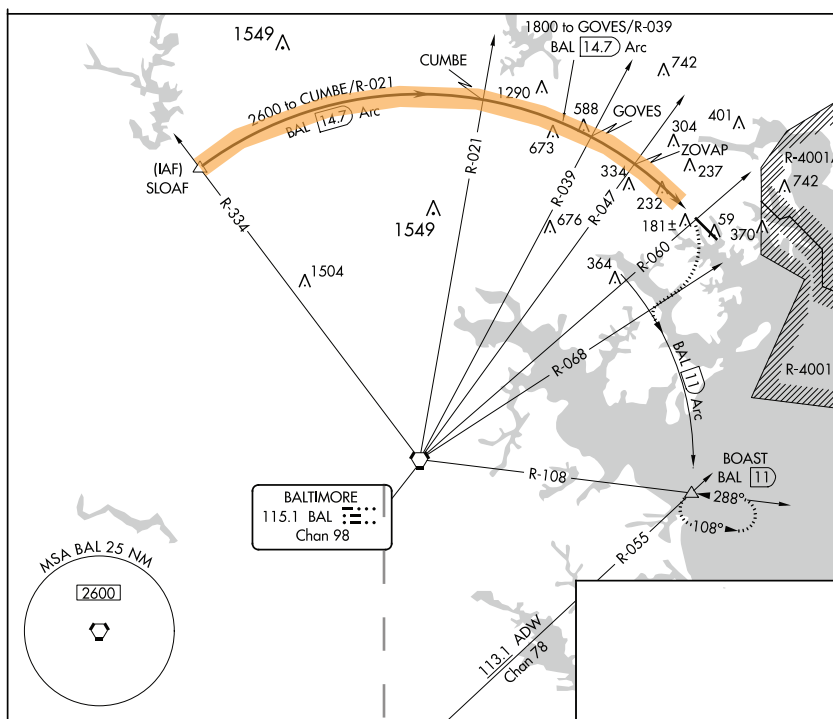 1549
1800 to GOVES/R-039
BAL 14.7 Arc
CUMBE
742
2600 to CUMBE/R-021
BAL 14.7 Arc
1290
588
GOVES
401
673
304
ZOVAP
R-4001A
(IAF)
SLOAF
R-021
R-039
334
237
R-334
R-047
232
742
1549
676
181±
59
370
R-060
364
1504
R-068
BAL 11 Arc
R-4001
BOAST
BAL 11
R-108
288°
BALTIMORE
115.1 BAL
Chan 98
108°
R-055
MSA BAL 25 NM
2600
113.1 ADW
Chan 78